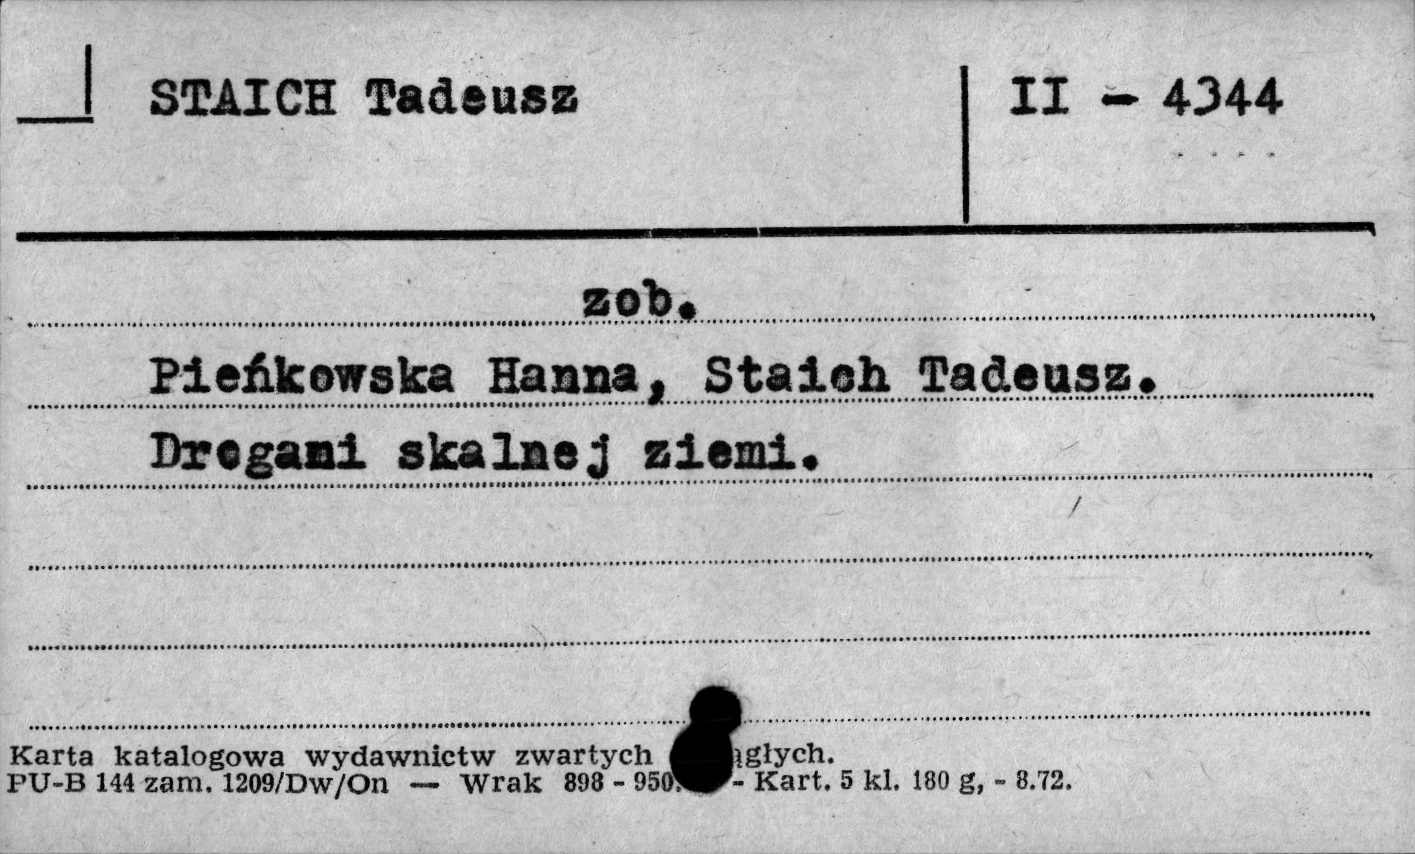 STAICH Tadeusz
II - 4344
zob.
Pieńkowska Hanna, Staich Tadeusz.
Drogami skalnej ziemi.
Karta katalogowa wydawnictw zwartych ągłych.
PU-B 144 zam. 1209/Dw/On — Wrak 898 - 950. - Kart. 5 kl. 180 g, - 8.72.